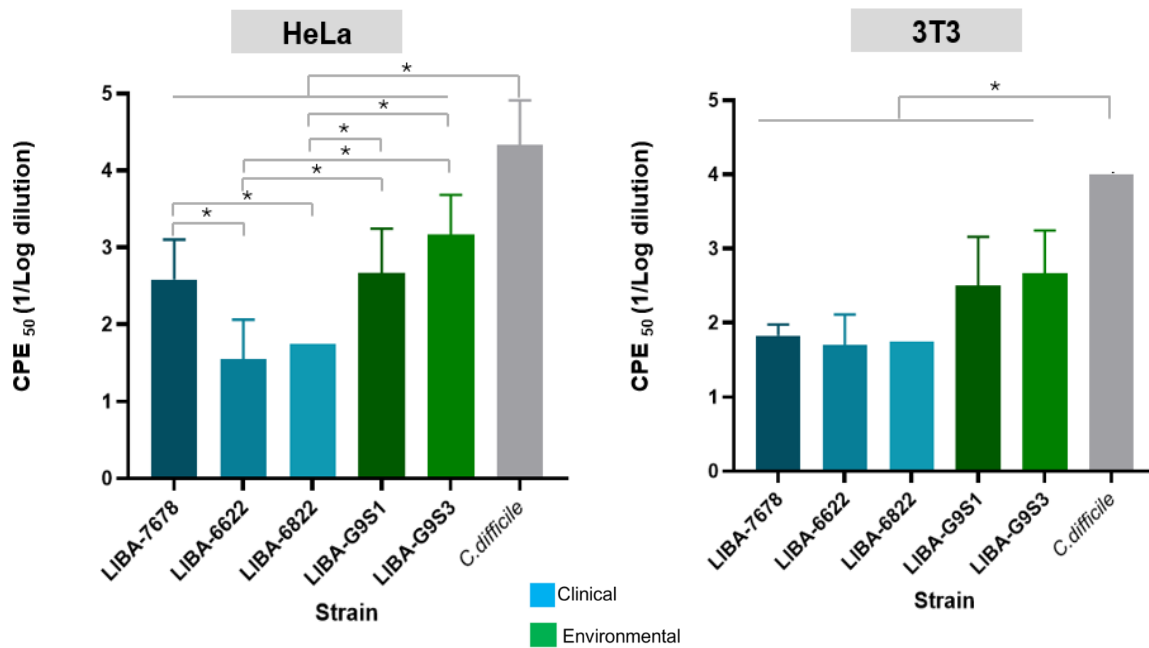 HeLa
CPE 50 (1/Log dilution)
5
4
3
2
1
0
*
*
*
*
*
*
*
LIBA-7678
LIBA-6622
LIBA-6822
LIBA-G9S1
LIBA-G9S3
C.difficile
Strain
3T3
CPE 50 (1/Log dilution)
5
4
3
2
1
0
*
LIBA-7678
LIBA-6622
LIBA-6822
LIBA-G9S1
LIBA-G9S3
C.difficile
Strain
Clinical
Environmental